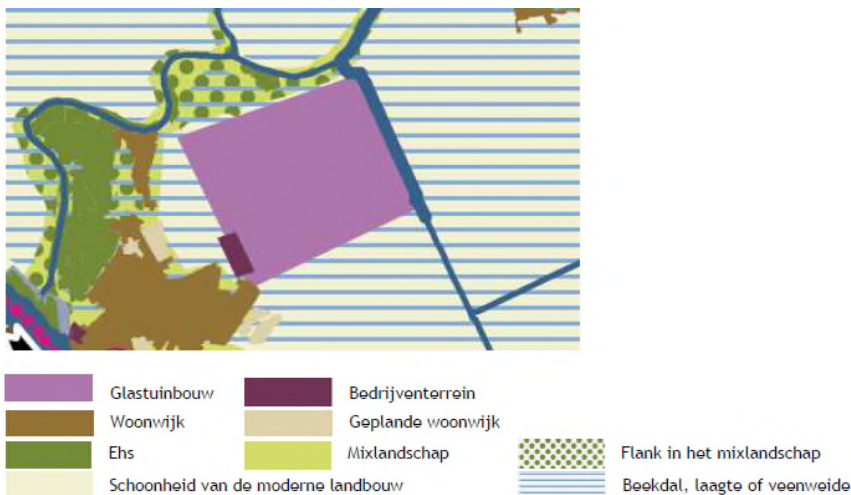 Glastuinbouw Bedrijventerrein
Woonwijk Geplande woonwijk
Ehs Mixlandschap Flank in het mixlandschap
Schoonheid van de moderne landbouw Beekdal, laagte of veenweide